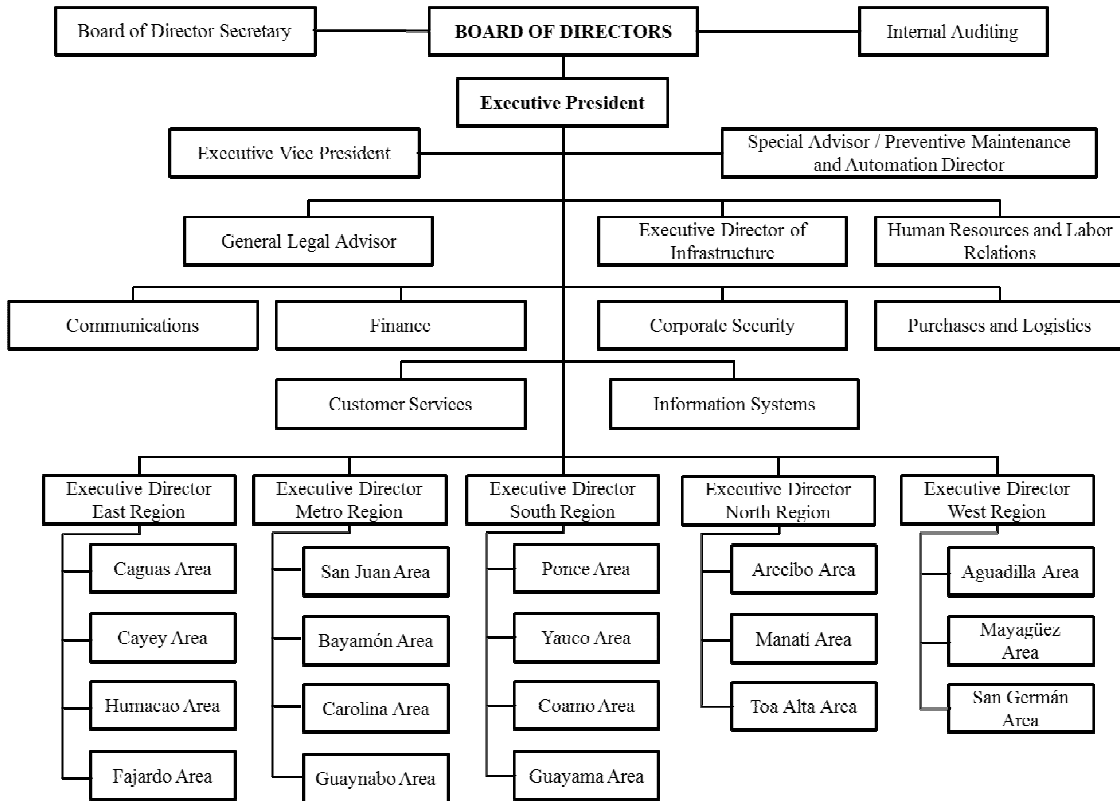 Board of Director Secretary
BOARD OF DIRECTORS
Internal Auditing
Executive President
Executive Vice President
Special Advisor / Preventive Maintenance
and Automation Director
General Legal Advisor
Executive Director of
Infrastructure
Human Resources and Labor
Relations
Communications
Finance
Corporate Security
Purchases and Logistics
Customer Services
Information Systems
Executive Director
East Region
Caguas Area
Cayey Area
Humacao Area
Fajardo Area
Executive Director
Metro Region
San Juan Area
Bayamón Area
Carolina Area
Guaynabo Area
Executive Director
South Region
Ponce Area
Yauco Area
Coamo Area
Guayama Area
Executive Director
North Region
Arecibo Area
Manatí Area
Toa Alta Area
Executive Director
West Region
Aguadilla Area
Mayagüez
Area
San Germán
Area